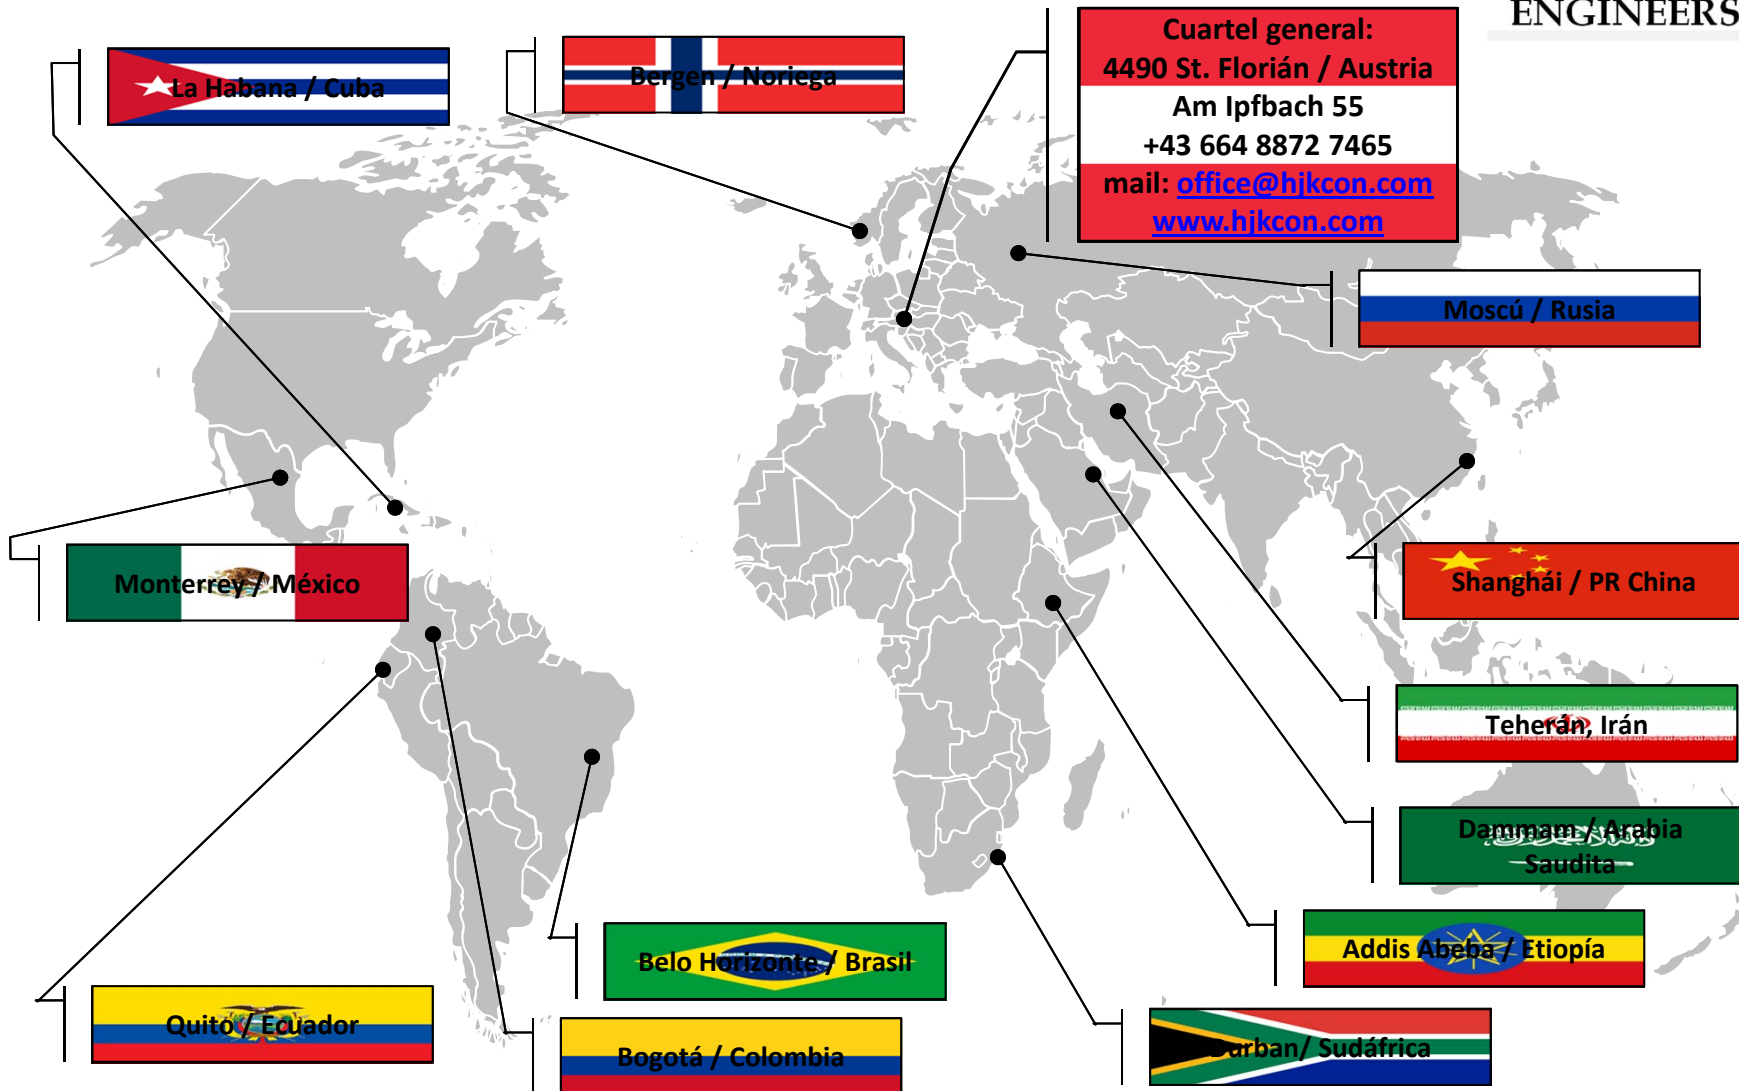 ENGINEERS
Cuartel general:
4490 St. Florián / Austria
Am Ipfbach 55
+43 664 8872 7465
mail: office@hjkcon.com
www.hjkcon.com
La Habana / Cuba
Bergen / Noriega
Moscú / Rusia
Monterrey / México
Shanghái / PR China
Teherán, Irán
Dammam / Arabia
Saudita
Addis Abeba / Etiopía
Belo Horizonte / Brasil
Quito / Ecuador
Bogotá / Colombia
Durban/ Sudáfrica